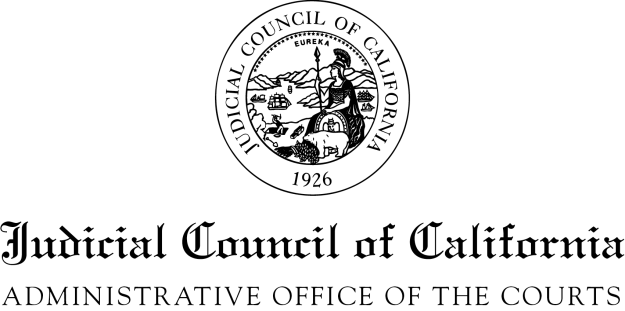 JUDICIAL COUNCIL OF CALIFORNIA
EUREKA
1926
Judicial Council of California
ADMINISTRATIVE OFFICE OF THE COURTS